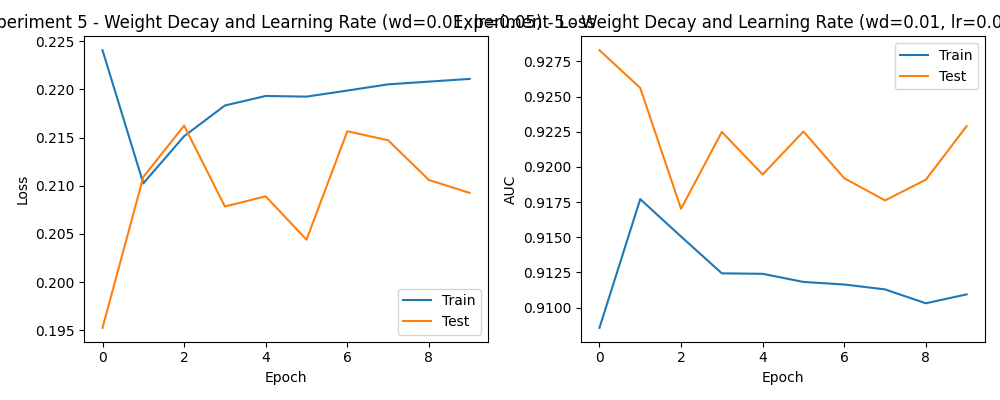 periment 5 - Weight Decay and Learning Rate (wd=0.01, lr=0.05) - Loss
Experiment 5 - Weight Decay and Learning Rate (wd=0.01, lr=0.0
0.225
0.220
0.215
0.210
0.205
0.200
0.195
Loss
0 2 4 6 8
Epoch
Train
Test
0.9275
0.9250
0.9225
0.9200
0.9175
0.9150
0.9125
0.9100
AUC
0 2 4 6 8
Epoch
Train
Test